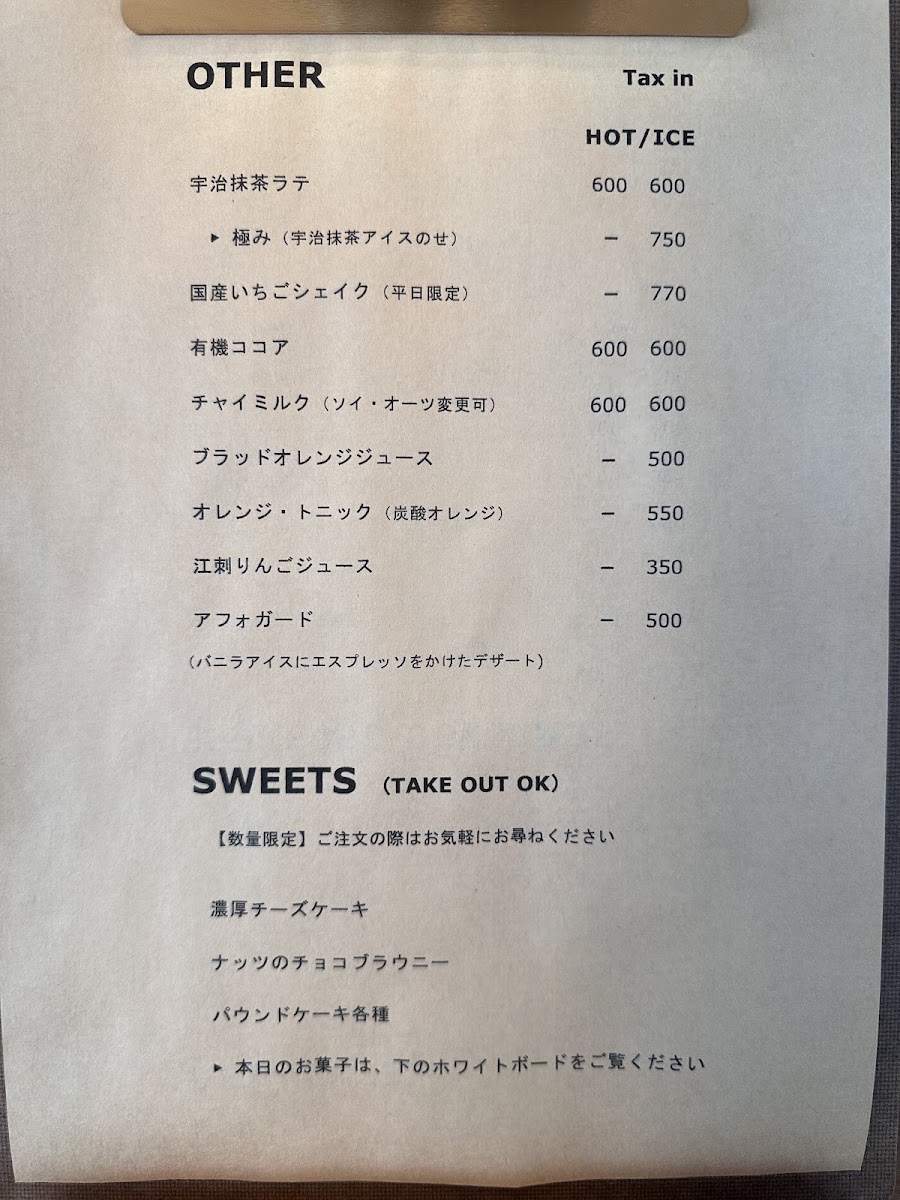 OTHER Tax in
HOT/ICE
宇治抹茶ラテ 600 600
▶ 極み（宇治抹茶アイスのせ） − 750
国産いちごシェイク（平日限定） − 770
有機ココア 600 600
チャイミルク（ソイ・オーツ変更可） 600 600
ブラッドオレンジジュース − 500
オレンジ・トニック（炭酸オレンジ） − 550
江刺りんごジュース − 350
アフォガード − 500
(バニラアイスにエスプレッソをかけたデザート)
SWEETS （TAKE OUT OK）
【数量限定】ご注文の際はお気軽にお尋ねください
濃厚チーズケーキ
ナッツのチョコブラウニー
パウンドケーキ各種
▶ 本日のお菓子は、下のホワイトボードをご覧ください